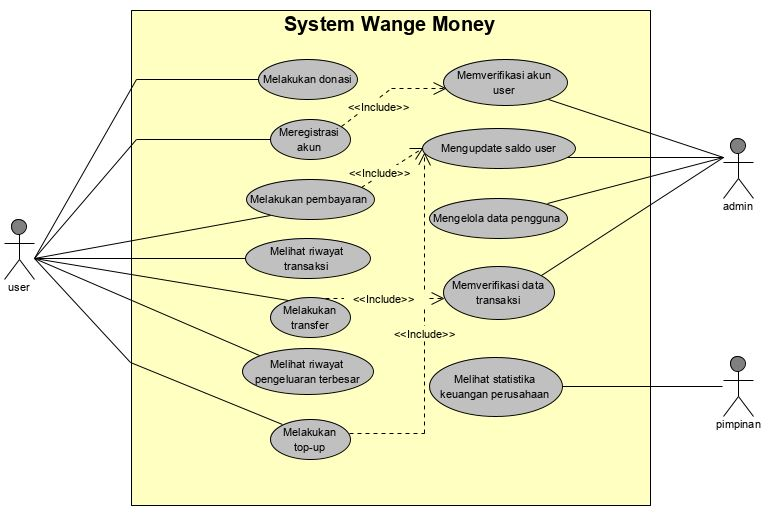 System Wange Money
Melakukan donasi
Memverifikasi akun
user
<<Include>>
Meregistrasi
akun
Mengupdate saldo user
<<Include>>
Melakukan pembayaran
Mengelola data pengguna
admin
Melihat riwayat
transaksi
user
Memverifikasi data
transaksi
<<Include>>
Melakukan
transfer
<<Include>>
Melihat riwayat
pengeluaran terbesar
Melihat statistika
keuangan perusahaan
pimpinan
Melakukan
top-up